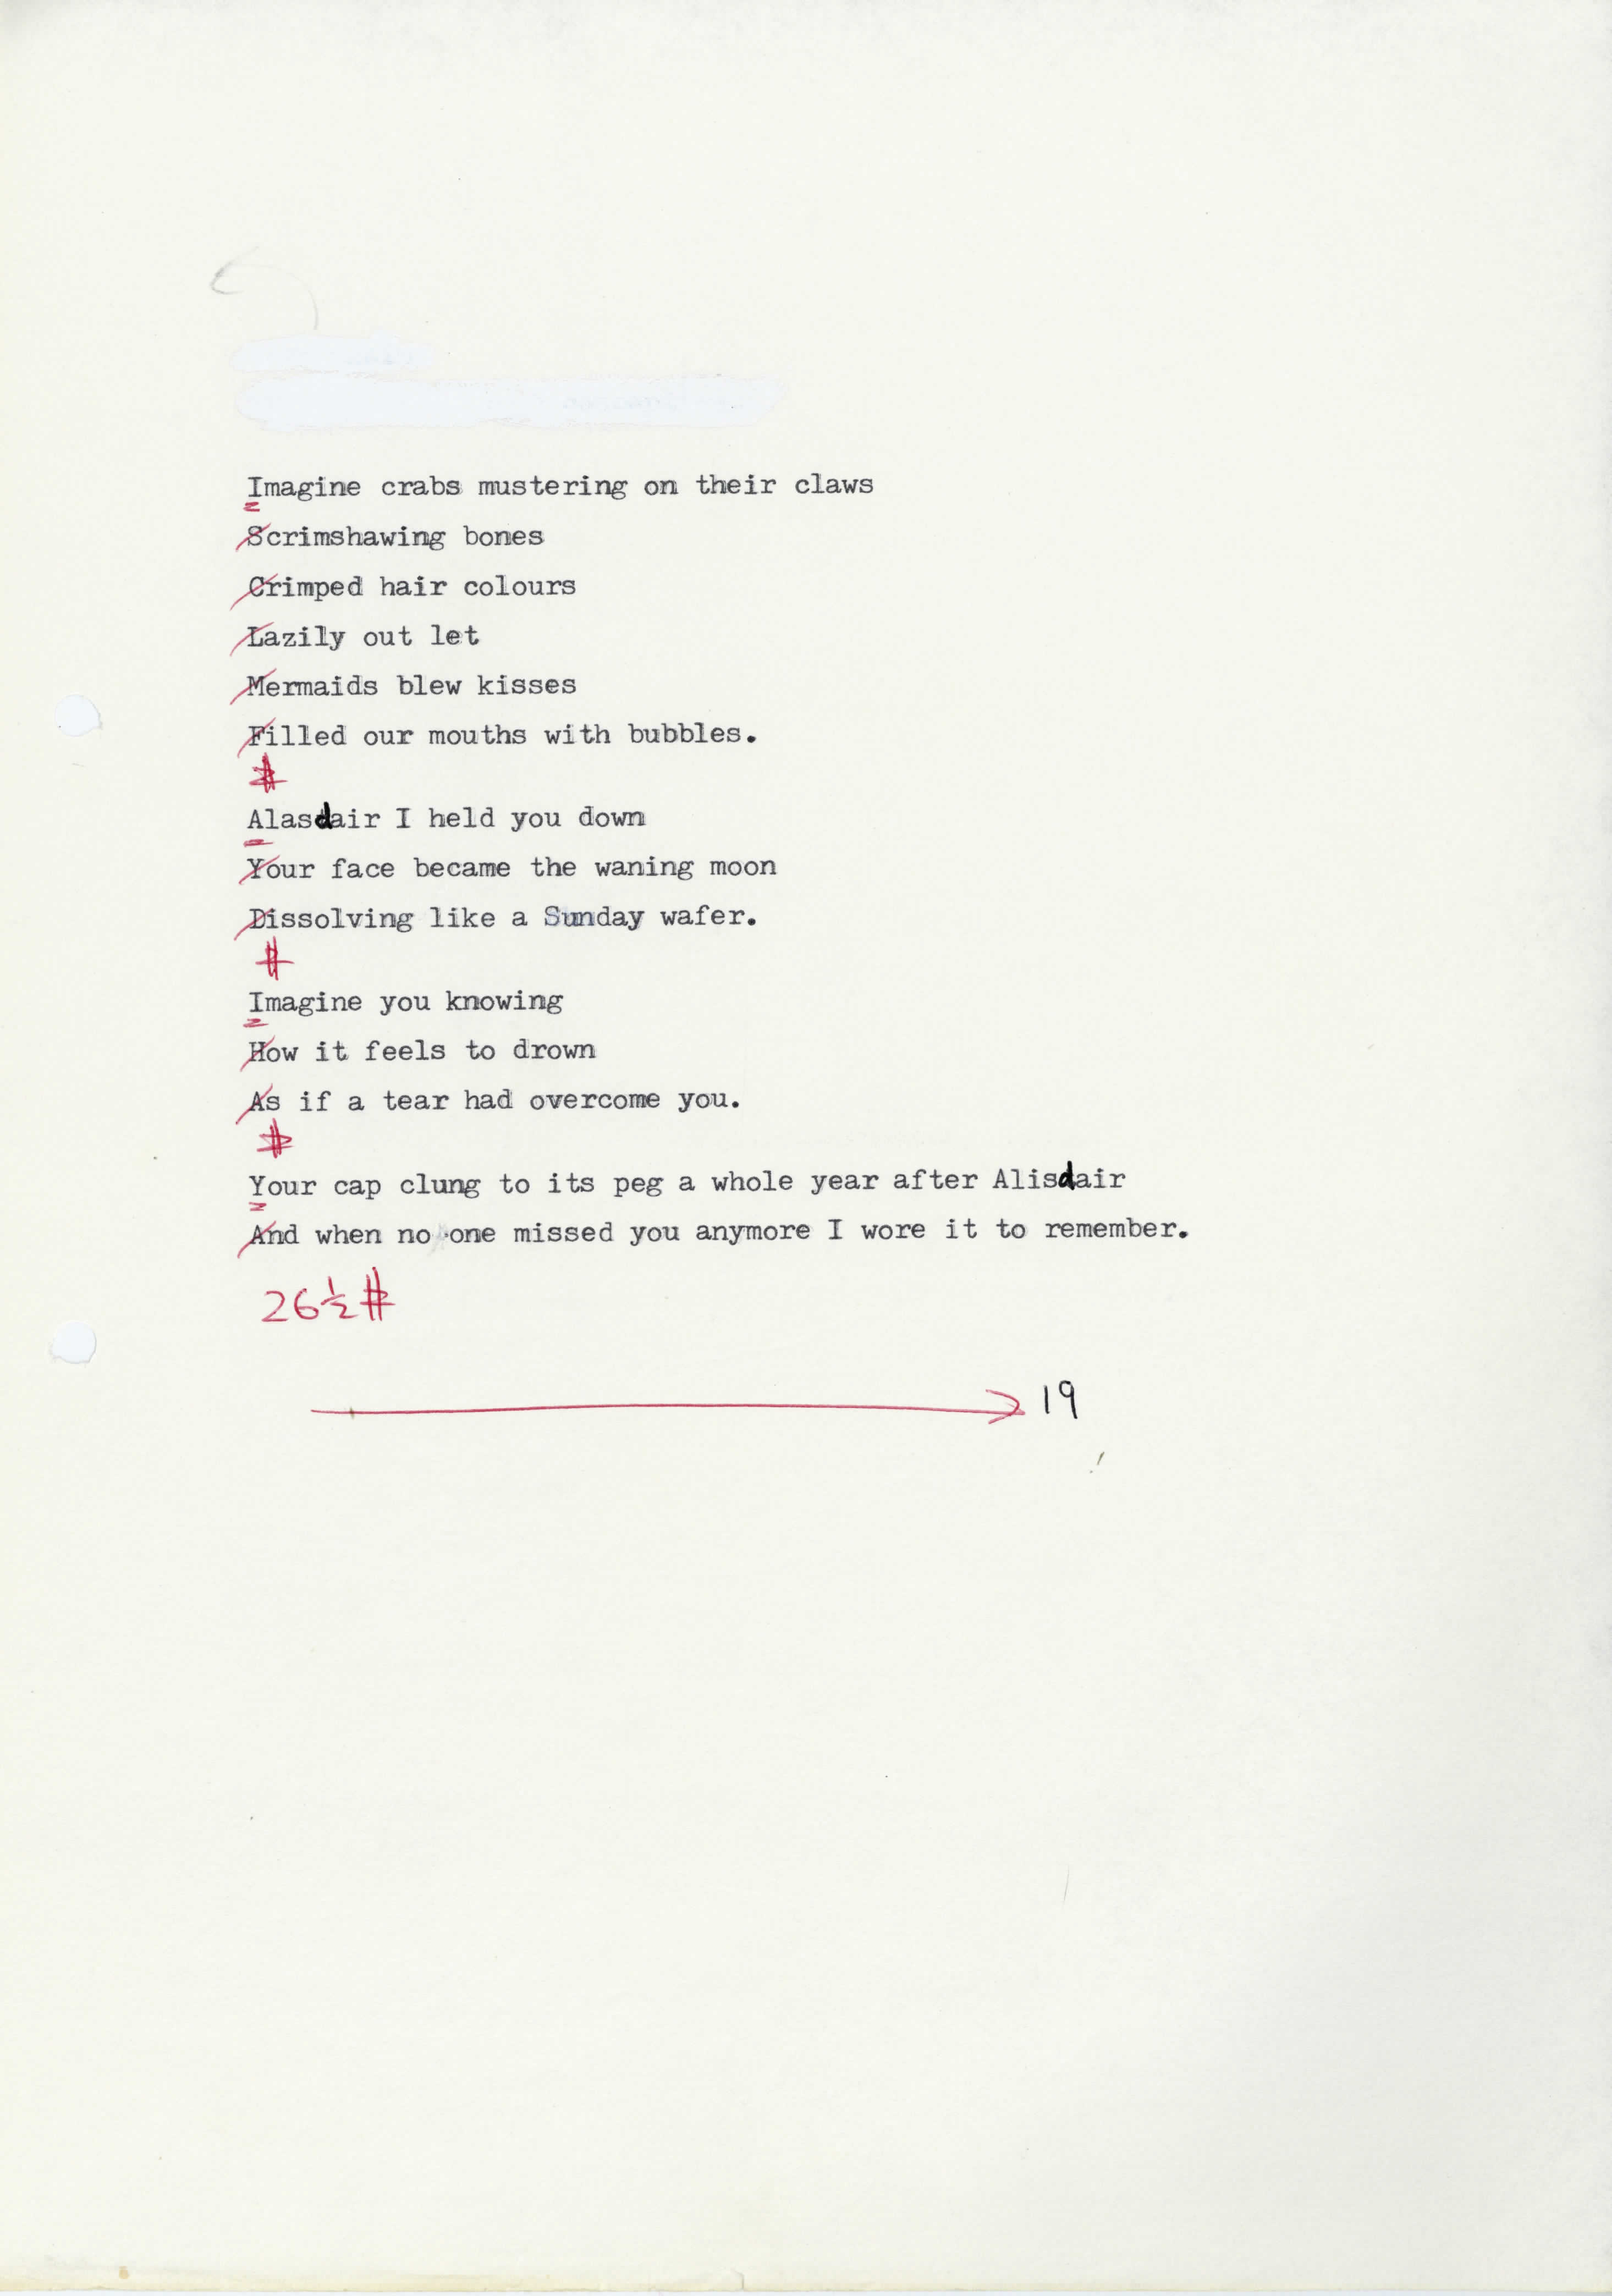 Imagine crabs mustering on their claws
Scrimshawing bones
Crimped hair colours
Lazily out let
Mermaids blew kisses
Filled our mouths with bubbles.
#
Alasdair I held you down
Your face became the waning moon
Dissolving like a Sunday wafer.
#
Imagine you knowing
How it feels to drown
As if a tear had overcome you.
#
Your cap clung to its peg a whole year after Alisdair
And when no one missed you anymore I wore it to remember.
26½#
→ 19